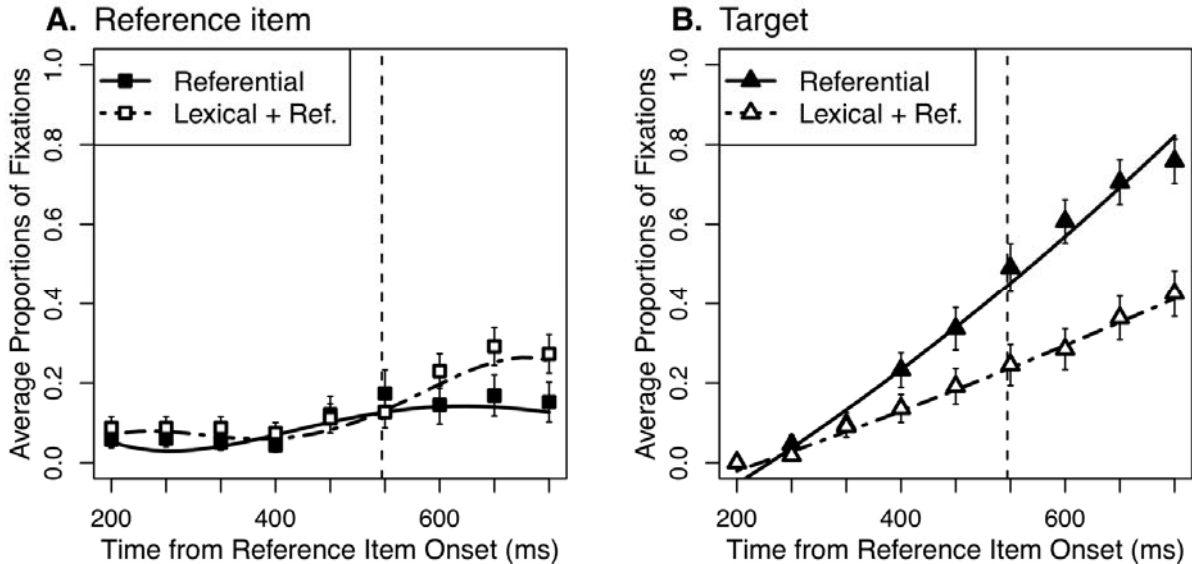 A. Reference item
Average Proportions of Fixations
0.0 0.2 0.4 0.6 0.8 1.0
Referential
Lexical + Ref.
200 400 600
Time from Reference Item Onset (ms)
B. Target
Average Proportions of Fixations
0.0 0.2 0.4 0.6 0.8 1.0
Referential
Lexical + Ref.
200 400 600
Time from Reference Item Onset (ms)